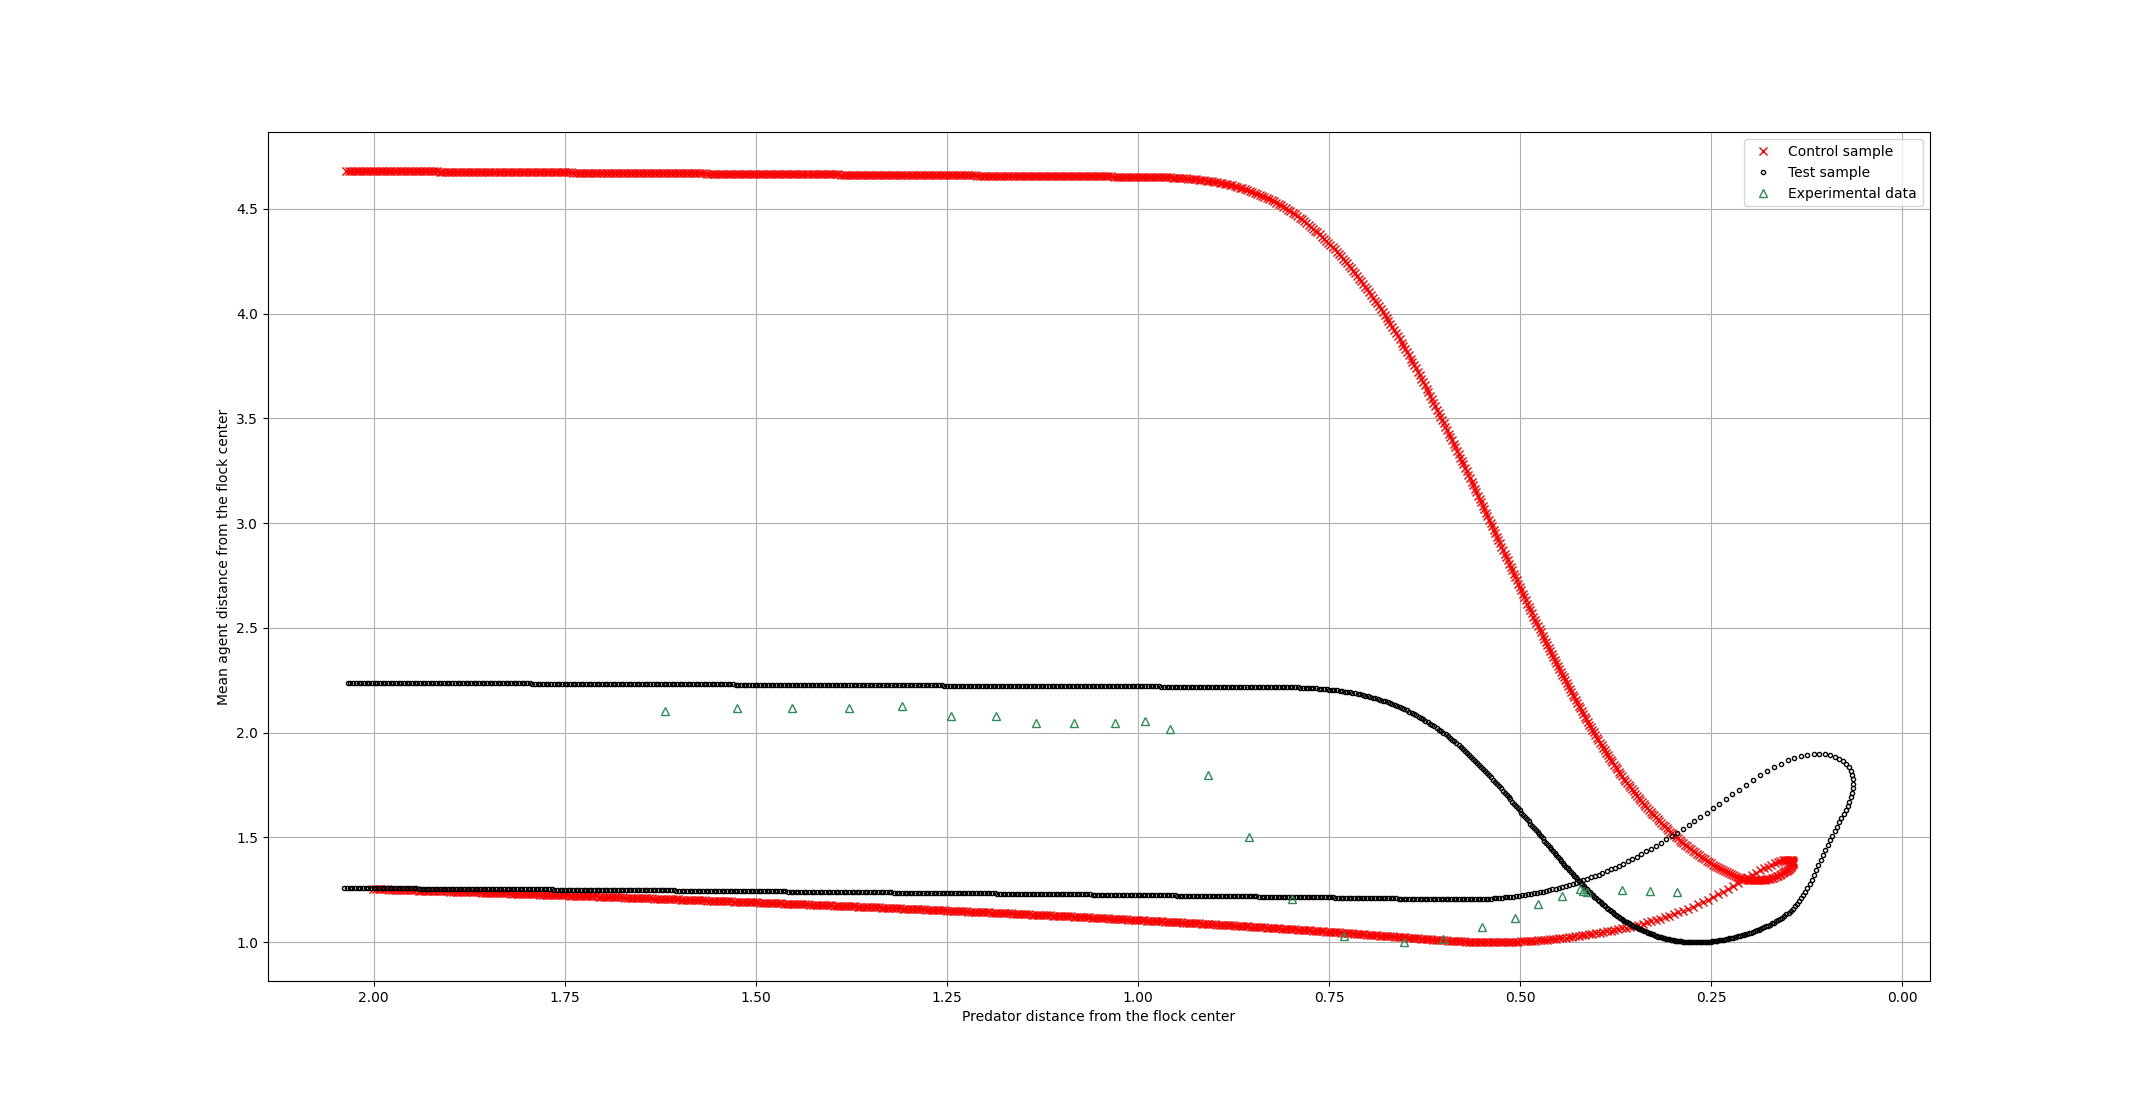 Control sample
Test sample
Experimental data
Mean agent distance from the flock center
4.5
4.0
3.5
3.0
2.5
2.0
1.5
1.0
2.00 1.75 1.50 1.25 1.00 0.75 0.50 0.25 0.00
Predator distance from the flock center